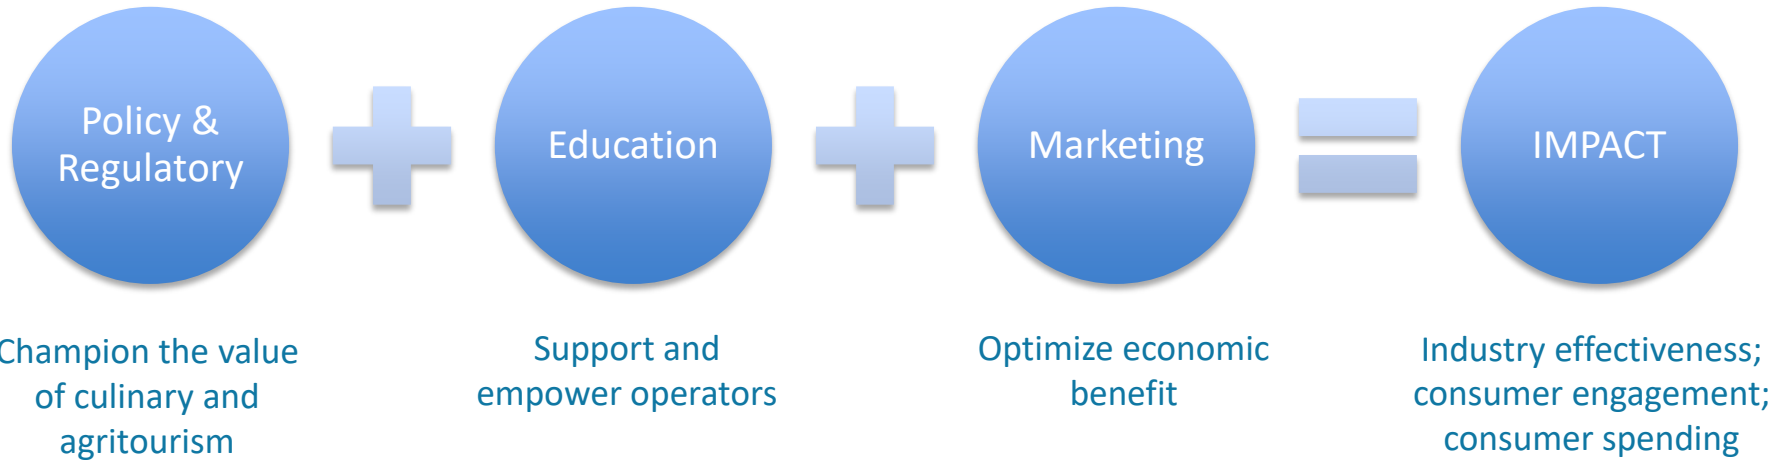 Policy &
Regulatory
Education
Marketing
IMPACT
Champion the value
of culinary and
agritourism
Support and
empower operators
Optimize economic
benefit
Industry effectiveness;
consumer engagement;
consumer spending